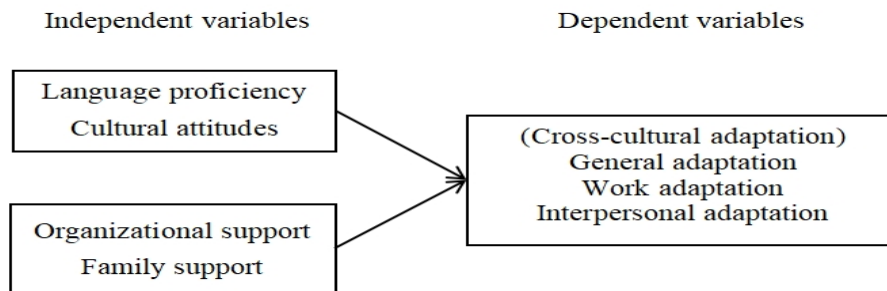 Independent variables
Dependent variables
Language proficiency
Cultural attitudes
Organizational support
Family support
(Cross-cultural adaptation)
General adaptation
Work adaptation
Interpersonal adaptation